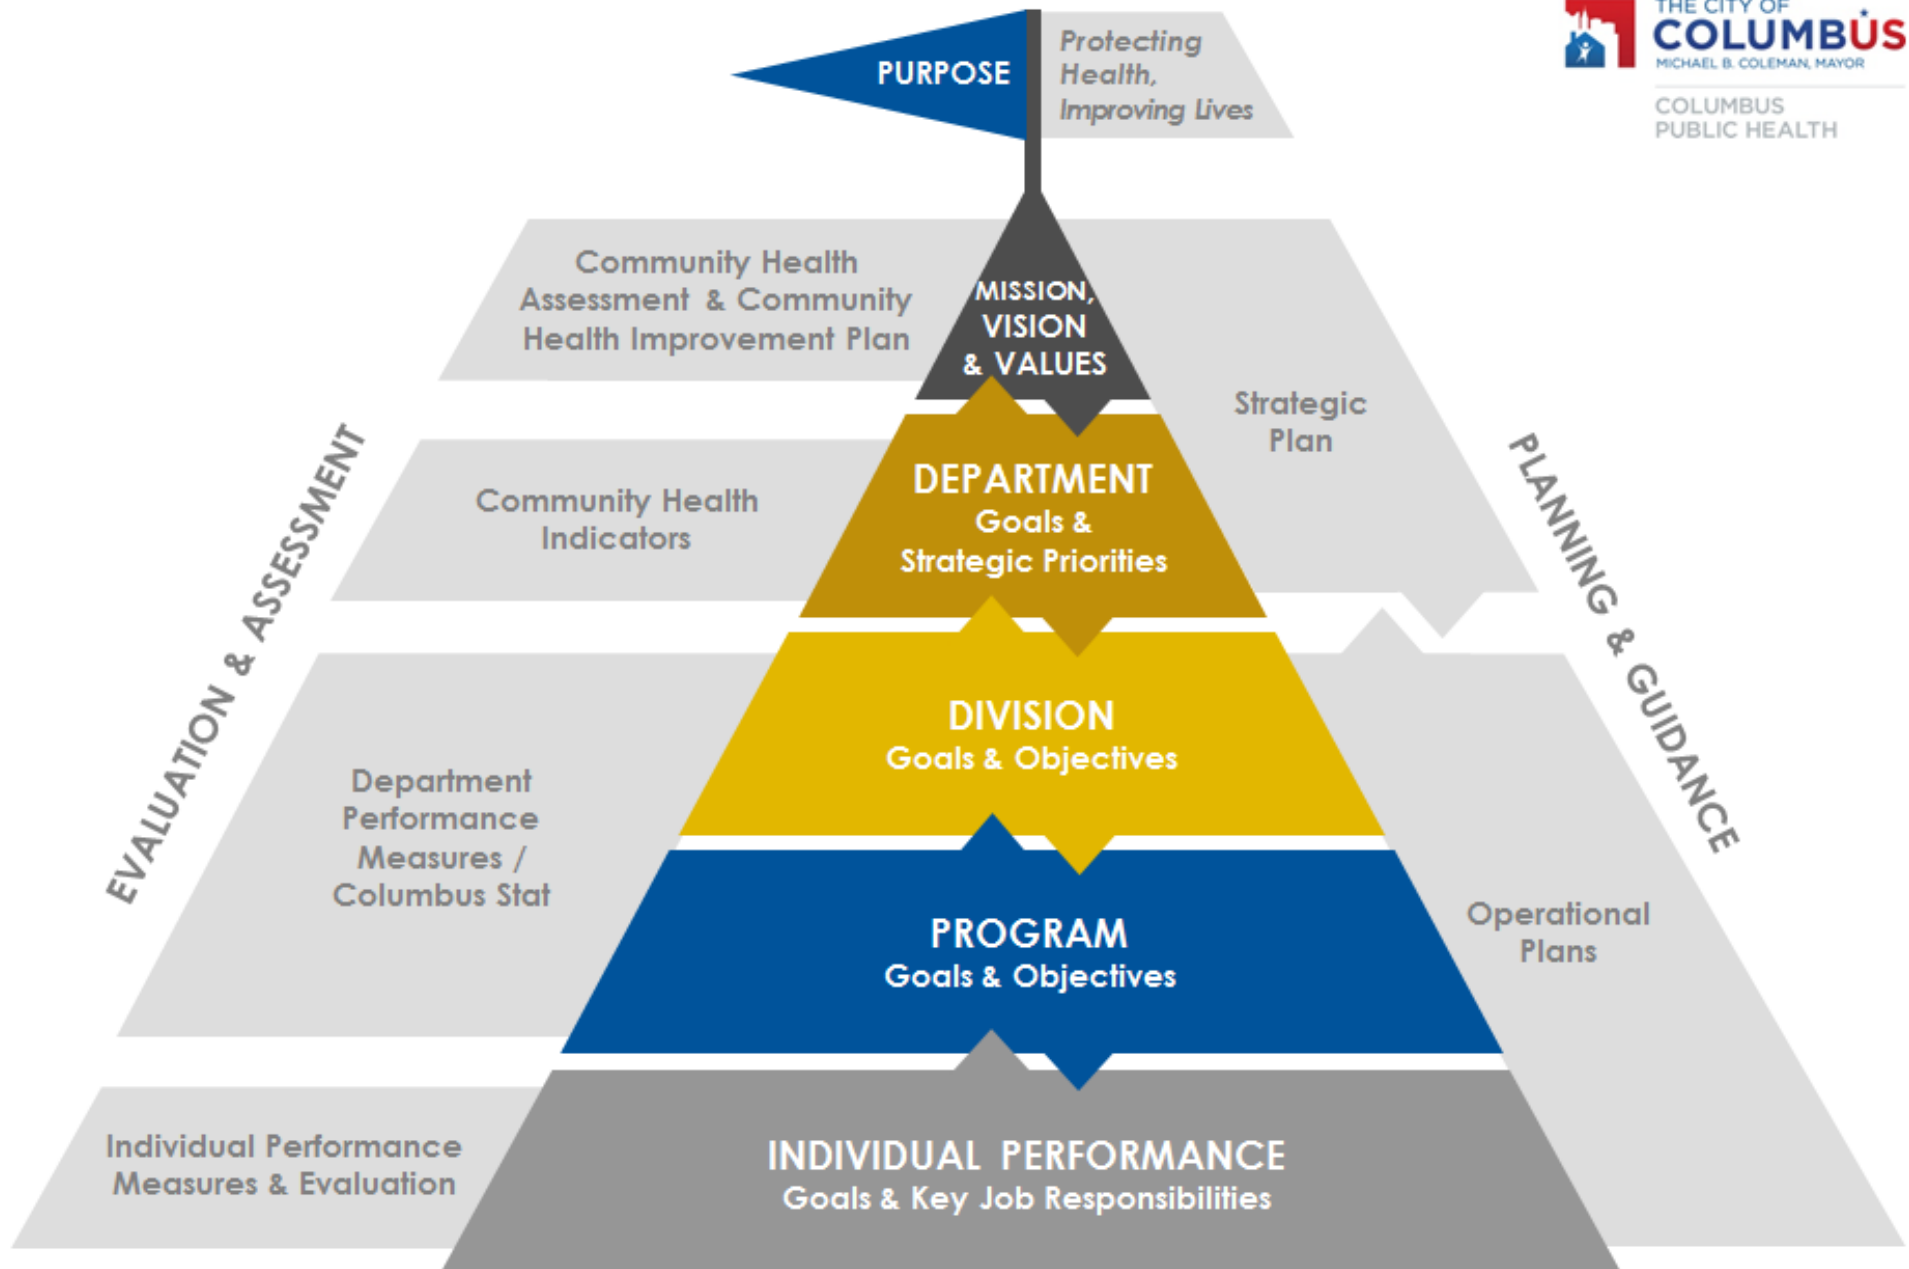 THE CITY OF
COLUMBUS
MICHAEL B. COLEMAN, MAYOR
COLUMBUS
PUBLIC HEALTH
PURPOSE
Protecting
Health,
Improving Lives
Community Health
Assessment & Community
Health Improvement Plan
MISSION,
VISION
& VALUES
Strategic
Plan
EVALUATION & ASSESSMENT
Community Health
Indicators
DEPARTMENT
Goals &
Strategic Priorities
PLANNING & GUIDANCE
Department
Performance
Measures /
Columbus Stat
DIVISION
Goals & Objectives
PROGRAM
Goals & Objectives
Operational
Plans
Individual Performance
Measures & Evaluation
INDIVIDUAL PERFORMANCE
Goals & Key Job Responsibilities